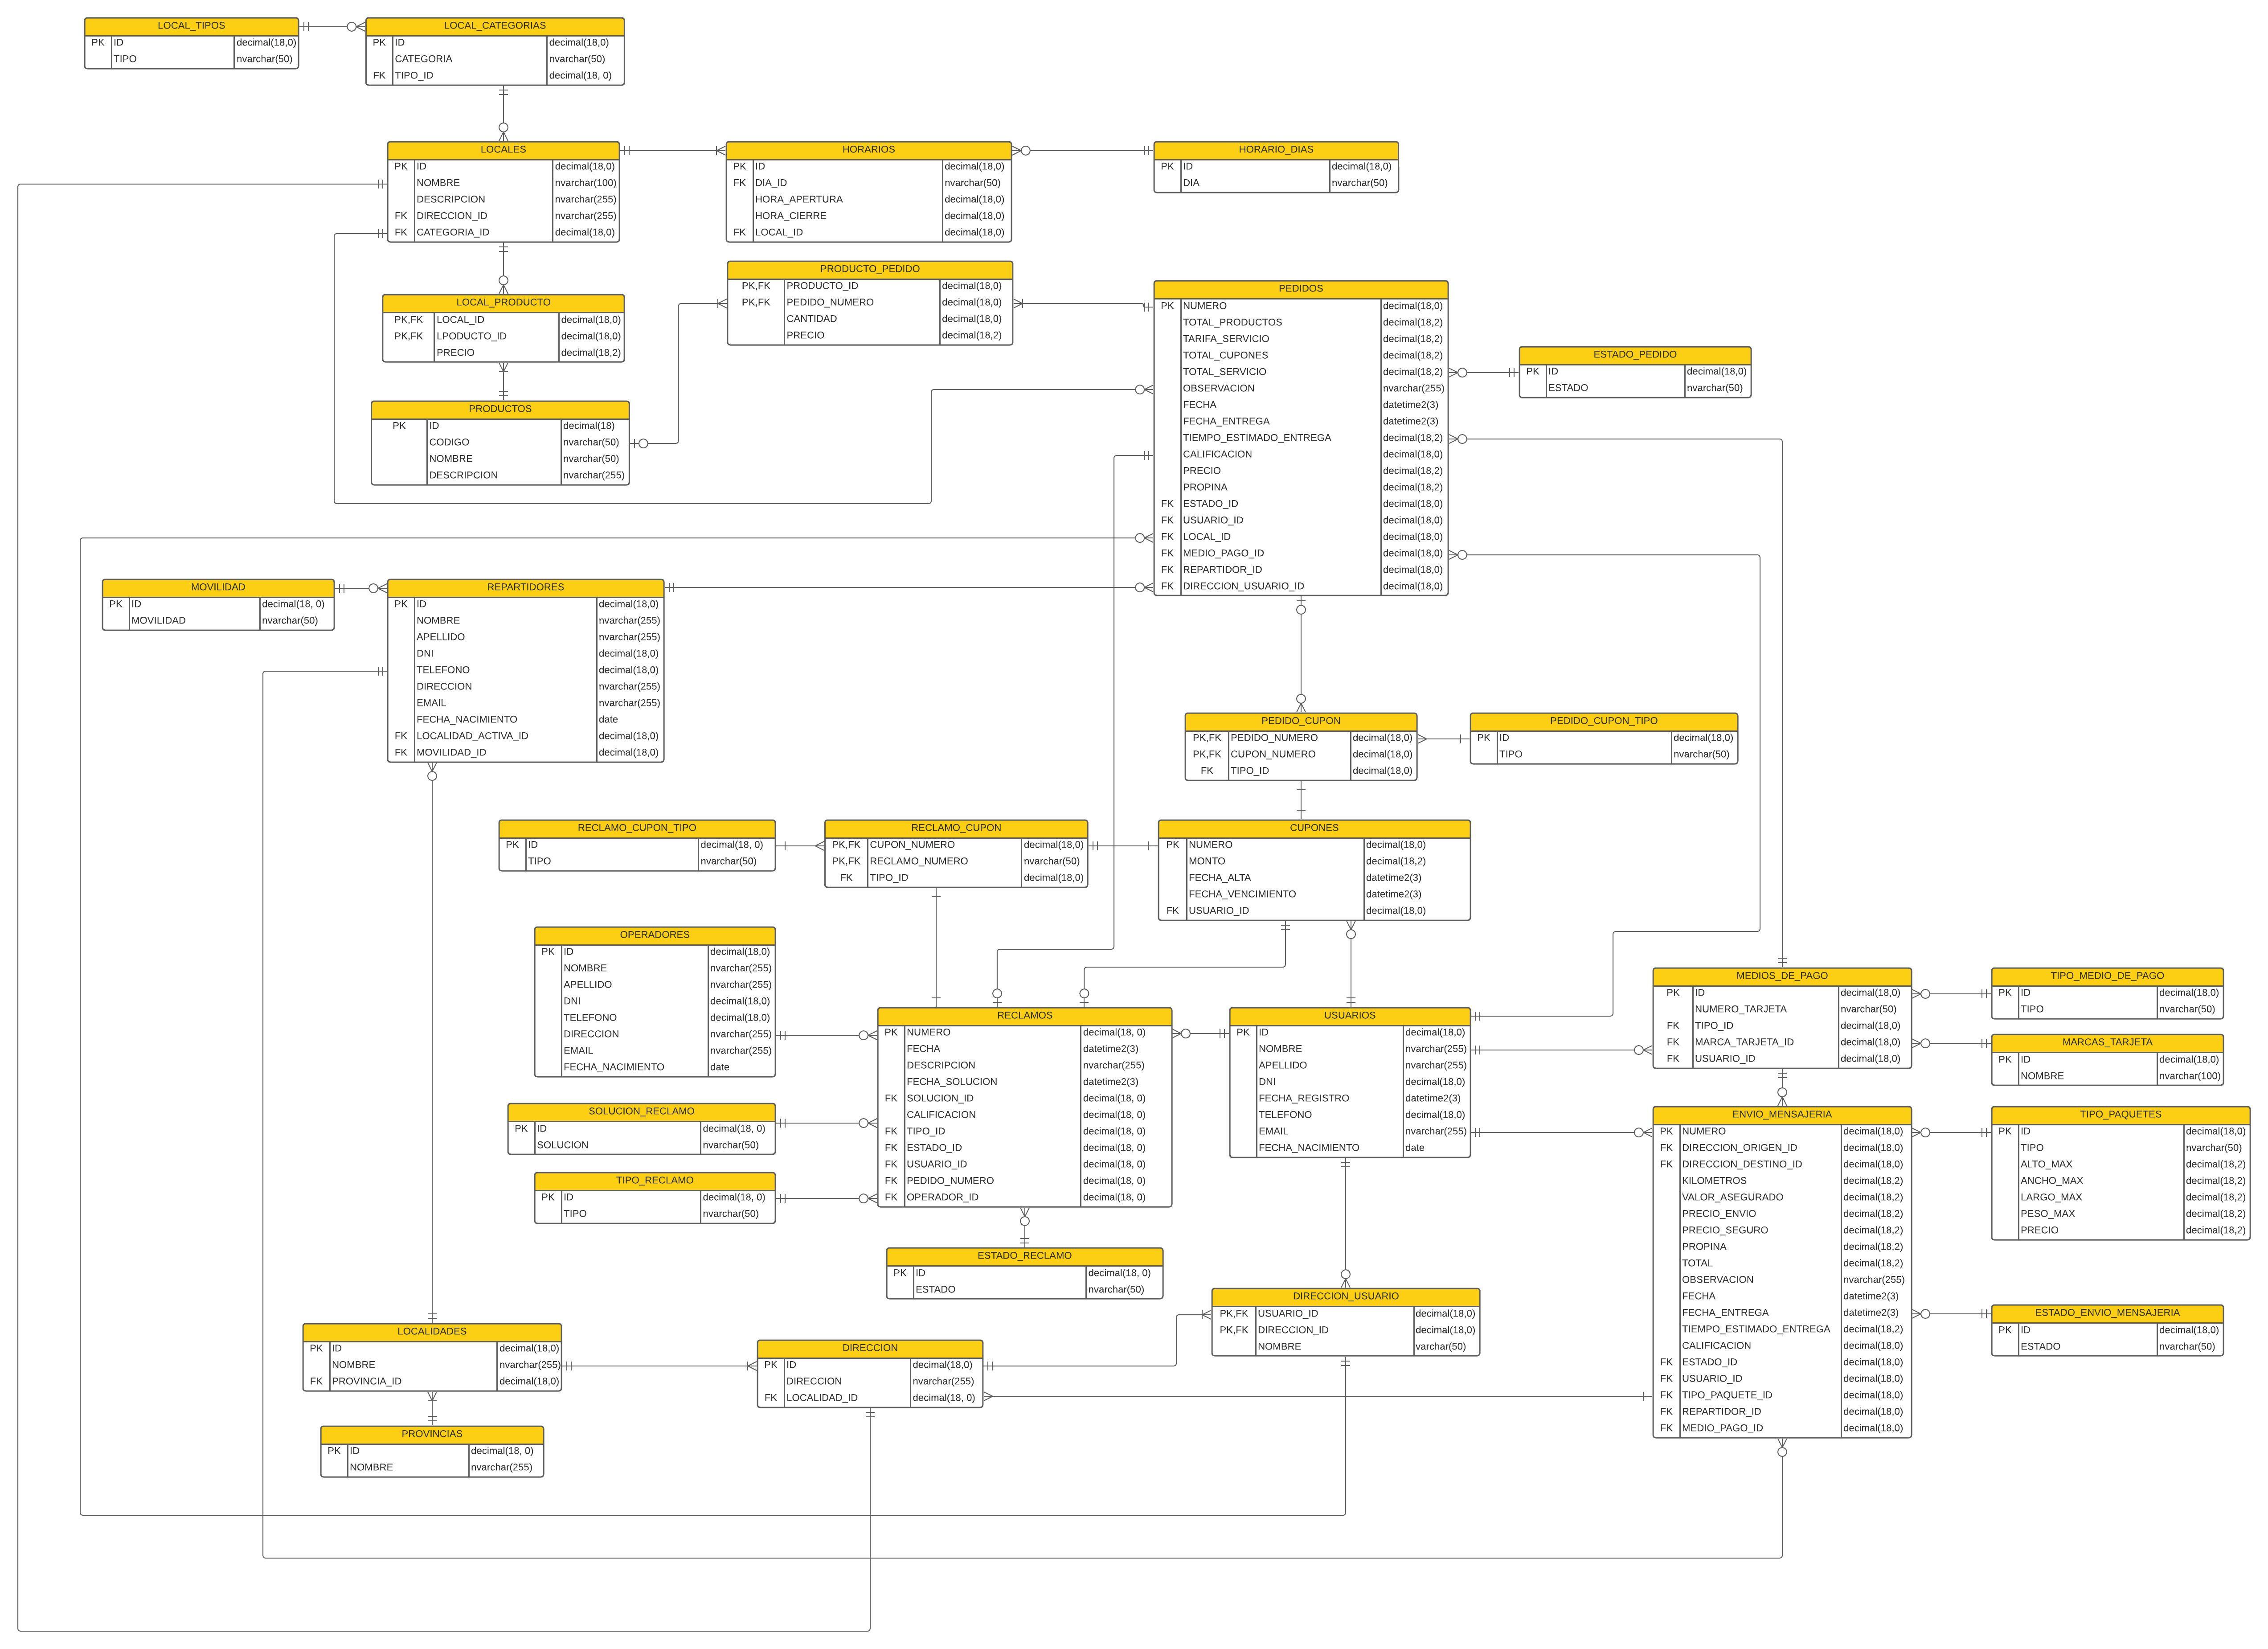 LOCAL_TIPOS
PK ID decimal(18,0)
TIPO nvarchar(50)
LOCAL_CATEGORIAS
PK ID decimal(18,0)
CATEGORIA nvarchar(50)
FK TIPO_ID decimal(18, 0)
LOCALES
PK ID decimal(18,0)
NOMBRE nvarchar(100)
DESCRIPCION nvarchar(255)
FK DIRECCION_ID nvarchar(255)
FK CATEGORIA_ID decimal(18,0)
HORARIOS
PK ID decimal(18,0)
FK DIA_ID nvarchar(50)
HORA_APERTURA decimal(18,0)
HORA_CIERRE decimal(18,0)
FK LOCAL_ID decimal(18,0)
HORARIO_DIAS
PK ID decimal(18,0)
DIA nvarchar(50)
LOCAL_PRODUCTO
PK,FK LOCAL_ID decimal(18,0)
PK,FK LPODUCTO_ID decimal(18,0)
PRECIO decimal(18,2)
PRODUCTO_PEDIDO
PK,FK PRODUCTO_ID decimal(18,0)
PK,FK PEDIDO_NUMERO decimal(18,0)
CANTIDAD decimal(18,0)
PRECIO decimal(18,2)
PEDIDOS
PK NUMERO decimal(18,0)
TOTAL_PRODUCTOS decimal(18,2)
TARIFA_SERVICIO decimal(18,2)
TOTAL_CUPONES decimal(18,2)
TOTAL_SERVICIO decimal(18,2)
OBSERVACION nvarchar(255)
FECHA datetime2(3)
FECHA_ENTREGA datetime2(3)
TIEMPO_ESTIMADO_ENTREGA decimal(18,2)
CALIFICACION decimal(18,0)
PRECIO decimal(18,2)
PROPINA decimal(18,2)
FK ESTADO_ID decimal(18,0)
FK USUARIO_ID decimal(18,0)
FK LOCAL_ID decimal(18,0)
FK MEDIO_PAGO_ID decimal(18,0)
FK REPARTIDOR_ID decimal(18,0)
FK DIRECCION_USUARIO_ID decimal(18,0)
ESTADO_PEDIDO
PK ID decimal(18,0)
ESTADO nvarchar(50)
PRODUCTOS
PK ID decimal(18)
CODIGO nvarchar(50)
NOMBRE nvarchar(50)
DESCRIPCION nvarchar(255)
MOVILIDAD
PK ID decimal(18, 0)
MOVILIDAD nvarchar(50)
REPARTIDORES
PK ID decimal(18,0)
NOMBRE nvarchar(255)
APELLIDO nvarchar(255)
DNI decimal(18,0)
TELEFONO decimal(18,0)
DIRECCION nvarchar(255)
EMAIL nvarchar(255)
FECHA_NACIMIENTO date
FK LOCALIDAD_ACTIVA_ID decimal(18,0)
FK MOVILIDAD_ID decimal(18,0)
PEDIDO_CUPON
PK,FK PEDIDO_NUMERO decimal(18,0)
PK,FK CUPON_NUMERO decimal(18,0)
FK TIPO_ID decimal(18,0)
PEDIDO_CUPON_TIPO
PK ID decimal(18,0)
TIPO nvarchar(50)
RECLAMO_CUPON_TIPO
PK ID decimal(18, 0)
TIPO nvarchar(50)
RECLAMO_CUPON
PK,FK CUPON_NUMERO decimal(18,0)
PK,FK RECLAMO_NUMERO nvarchar(50)
FK TIPO_ID decimal(18,0)
CUPONES
PK NUMERO decimal(18,0)
MONTO decimal(18,2)
FECHA_ALTA datetime2(3)
FECHA_VENCIMIENTO datetime2(3)
FK USUARIO_ID decimal(18,0)
OPERADORES
PK ID decimal(18,0)
NOMBRE nvarchar(255)
APELLIDO nvarchar(255)
DNI decimal(18,0)
TELEFONO decimal(18,0)
DIRECCION nvarchar(255)
EMAIL nvarchar(255)
FECHA_NACIMIENTO date
RECLAMOS
PK NUMERO decimal(18, 0)
FECHA datetime2(3)
DESCRIPCION nvarchar(255)
FECHA_SOLUCION datetime2(3)
FK SOLUCION_ID decimal(18, 0)
CALIFICACION decimal(18, 0)
FK TIPO_ID decimal(18, 0)
FK ESTADO_ID decimal(18, 0)
FK USUARIO_ID decimal(18, 0)
FK PEDIDO_NUMERO decimal(18, 0)
FK OPERADOR_ID decimal(18, 0)
USUARIOS
PK ID decimal(18,0)
NOMBRE nvarchar(255)
APELLIDO nvarchar(255)
DNI decimal(18,0)
FECHA_REGISTRO datetime2(3)
TELEFONO decimal(18,0)
EMAIL nvarchar(255)
FECHA_NACIMIENTO date
MEDIOS_DE_PAGO
PK ID decimal(18,0)
NUMERO_TARJETA nvarchar(50)
FK TIPO_ID decimal(18,0)
FK MARCA_TARJETA_ID decimal(18,0)
FK USUARIO_ID decimal(18,0)
TIPO_MEDIO_DE_PAGO
PK ID decimal(18,0)
TIPO nvarchar(50)
MARCAS_TARJETA
PK ID decimal(18,0)
NOMBRE nvarchar(100)
SOLUCION_RECLAMO
PK ID decimal(18, 0)
SOLUCION nvarchar(50)
TIPO_RECLAMO
PK ID decimal(18, 0)
TIPO nvarchar(50)
ESTADO_RECLAMO
PK ID decimal(18, 0)
ESTADO nvarchar(50)
ENVIO_MENSAJERIA
PK NUMERO decimal(18,0)
FK DIRECCION_ORIGEN_ID decimal(18,0)
FK DIRECCION_DESTINO_ID decimal(18,0)
KILOMETROS decimal(18,2)
VALOR_ASEGURADO decimal(18,2)
PRECIO_ENVIO decimal(18,2)
PRECIO_SEGURO decimal(18,2)
PROPINA decimal(18,2)
TOTAL decimal(18,2)
OBSERVACION nvarchar(255)
FECHA datetime2(3)
FECHA_ENTREGA datetime2(3)
TIEMPO_ESTIMADO_ENTREGA decimal(18,2)
CALIFICACION decimal(18,0)
FK ESTADO_ID decimal(18,0)
FK USUARIO_ID decimal(18,0)
FK TIPO_PAQUETE_ID decimal(18,0)
FK REPARTIDOR_ID decimal(18,0)
FK MEDIO_PAGO_ID decimal(18,0)
TIPO_PAQUETES
PK ID decimal(18,0)
TIPO nvarchar(50)
ALTO_MAX decimal(18,2)
ANCHO_MAX decimal(18,2)
LARGO_MAX decimal(18,2)
PESO_MAX decimal(18,2)
PRECIO decimal(18,2)
ESTADO_ENVIO_MENSAJERIA
PK ID decimal(18,0)
ESTADO nvarchar(50)
DIRECCION_USUARIO
PK,FK USUARIO_ID decimal(18,0)
PK,FK DIRECCION_ID decimal(18,0)
NOMBRE varchar(50)
LOCALIDADES
PK ID decimal(18,0)
NOMBRE nvarchar(255)
FK PROVINCIA_ID decimal(18,0)
DIRECCION
PK ID decimal(18,0)
DIRECCION nvarchar(255)
FK LOCALIDAD_ID decimal(18, 0)
PROVINCIAS
PK ID decimal(18, 0)
NOMBRE nvarchar(255)